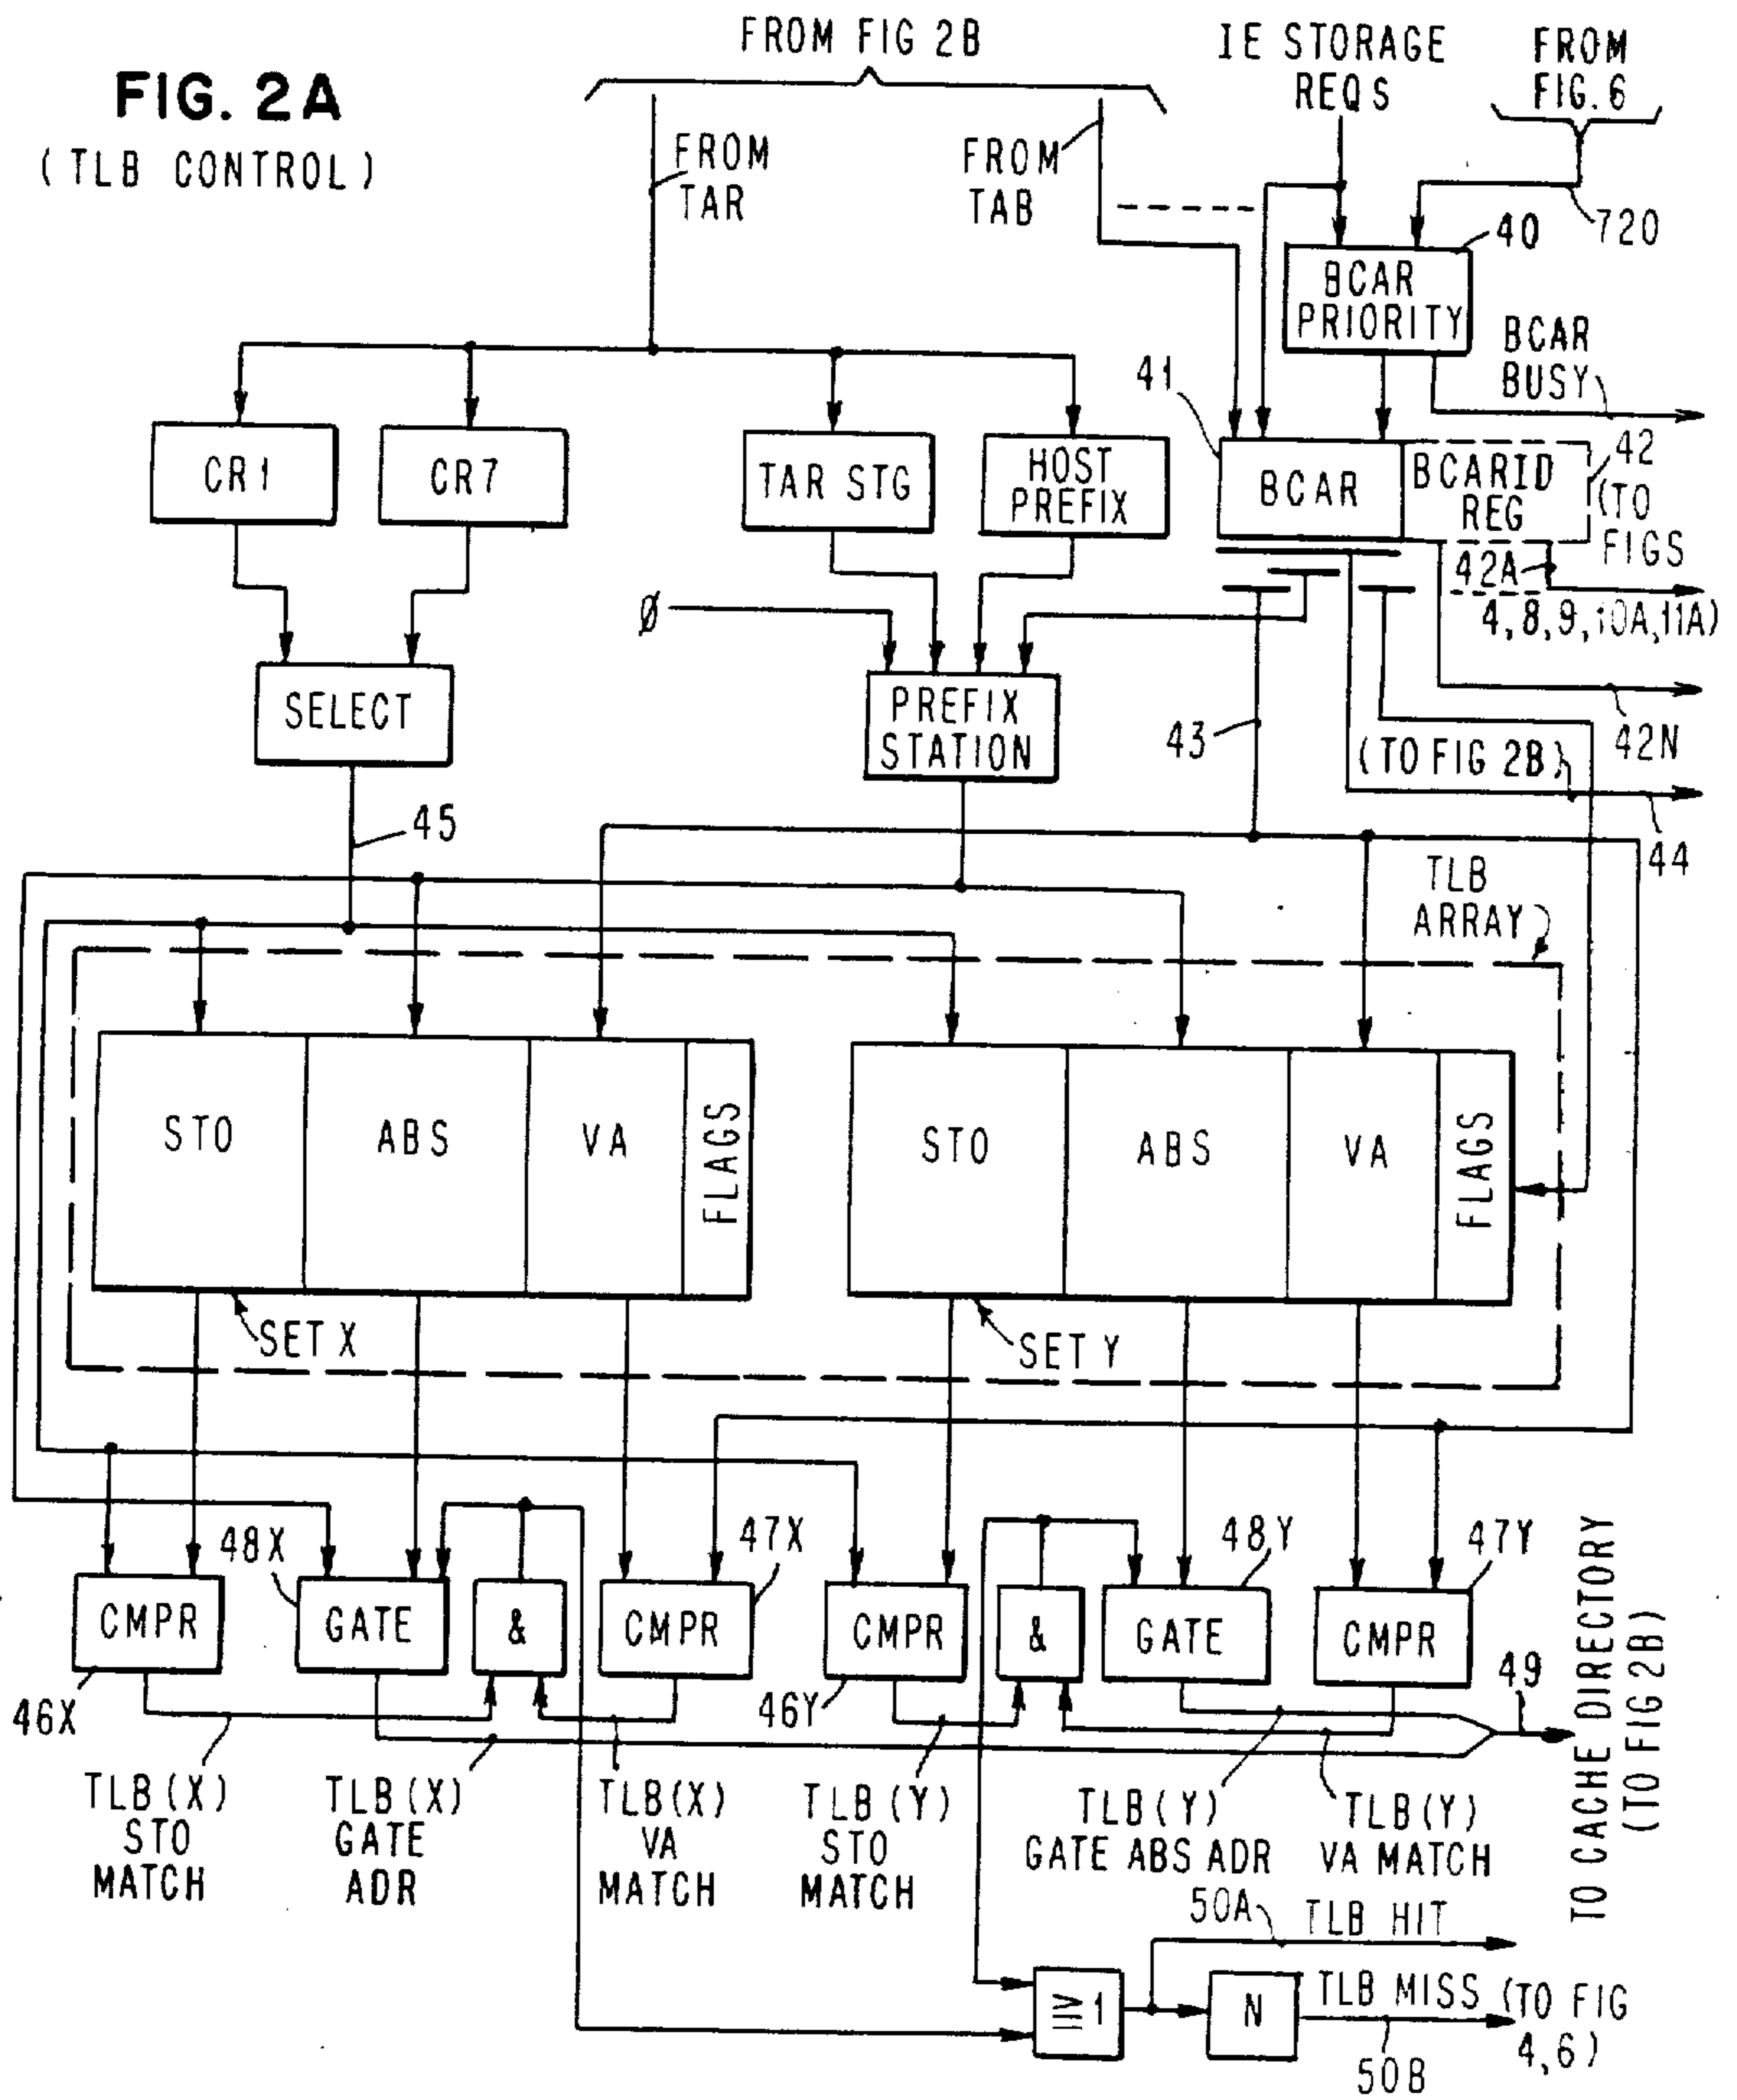 FIG. 2A
(TLB CONTROL)
FROM FIG 2B
IE STORAGE
REQS
FROM
FIG. 6
FROM
TAR
FROM
TAB
720
40
BCAR
PRIORITY
BCAR
BUSY
41
CR1
CR7
TAR STG
HOST
PREFIX
BCAR
BCARID
REG
42
(TO
FIGS
42A
4,8,9,10A,11A)
Ø
SELECT
PREFIX
STATION
43
42N
(TO FIG 2B)
44
45
TLB
ARRAY
STO
ABS
VA
FLAGS
STO
ABS
VA
FLAGS
SET X
SET Y
48X
47X
48Y
47Y
CMPR
GATE
&
CMPR
CMPR
&
GATE
CMPR
46X
46Y
49
TO CACHE DIRECTORY
(TO FIG 2B)
TLB(X)
STO
MATCH
TLB(X)
GATE
ADR
TLB(X)
VA
MATCH
TLB(Y)
STO
MATCH
TLB(Y)
GATE ABS ADR
TLB(Y)
VA MATCH
50A
TLB HIT
≧1
N
TLB MISS
(TO FIG
4,6)
50B